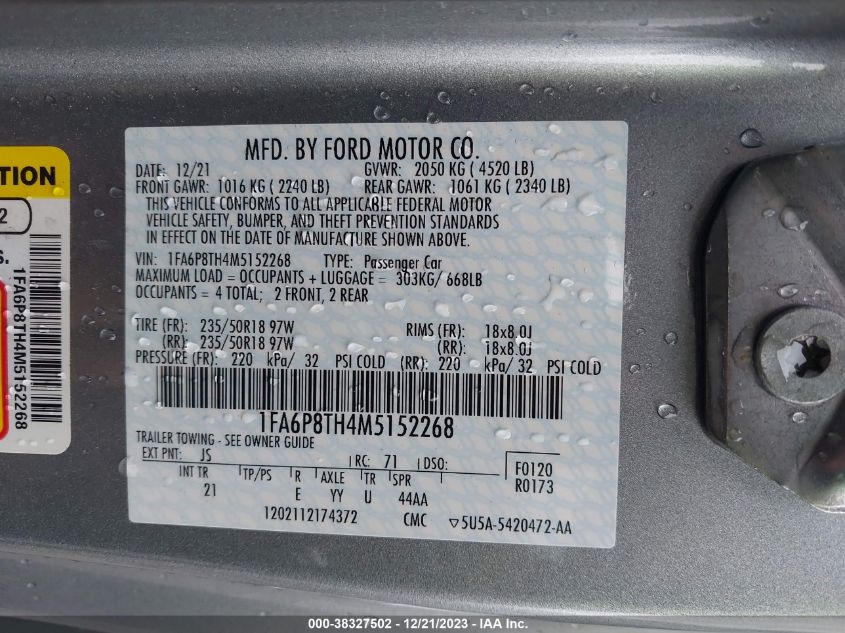 MFD. BY FORD MOTOR CO.
DATE: 12/21 GVWR: 2050 KG ( 4520 LB)
FRONT GAWR: 1016 KG ( 2240 LB) REAR GAWR: 1061 KG ( 2340 LB)
THIS VEHICLE CONFORMS TO ALL APPLICABLE FEDERAL MOTOR
VEHICLE SAFETY, BUMPER, AND THEFT PREVENTION STANDARDS
IN EFFECT ON THE DATE OF MANUFACTURE SHOWN ABOVE.
VIN: 1FA6P8TH4M5152268 TYPE: Passenger Car
MAXIMUM LOAD = OCCUPANTS + LUGGAGE = 303KG/ 668LB
OCCUPANTS = 4 TOTAL; 2 FRONT, 2 REAR
TIRE (FR): 235/50R18 97W RIMS (FR): 18x8.0J
(RR): 235/50R18 97W (RR): 18x8.0J
PRESSURE (FR): 220 kPa/ 32 PSI COLD (RR): 220 kPa/ 32 PSI COLD
1FA6P8TH4M5152268
TRAILER TOWING - SEE OWNER GUIDE
EXT PNT: JS RC: 71 DSO: F0120
INT TR TP/PS R AXLE TR SPR R0173
21 E YY U 44AA
1202112174372 CMC ▽5U5A-5420472-AA
TION
2
S.
1FA6P8TH4M5152268
000-38327502 - 12/21/2023 - IAA Inc.